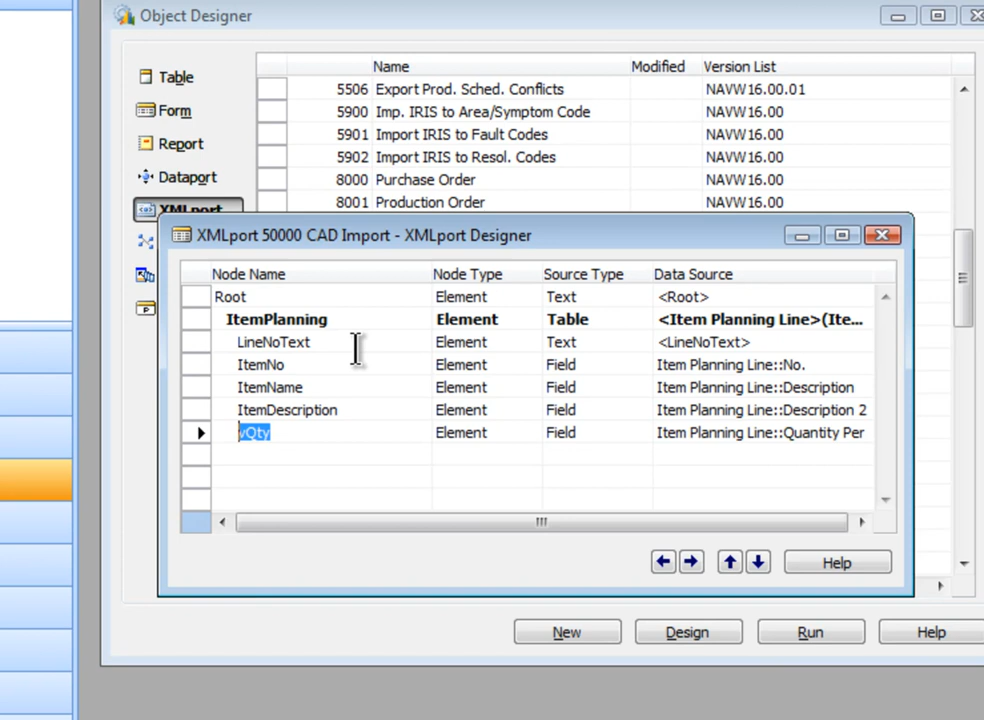 Object Designer
Name Modified Version List
Table
5506 Export Prod. Sched. Conflicts NAVW16.00.01
Form
5900 Imp. IRIS to Area/Symptom Code NAVW16.00
5901 Import IRIS to Fault Codes NAVW16.00
Report
5902 Import IRIS to Resol. Codes NAVW16.00
Dataport
8000 Purchase Order NAVW16.00
XMLport
8001 Production Order NAVW16.00
XMLport 50000 CAD Import - XMLport Designer
Node Name Node Type Source Type Data Source
Root Element Text <Root>
ItemPlanning Element Table <Item Planning Line>(Ite...
LineNoText Element Text <LineNoText>
ItemNo Element Field Item Planning Line::No.
ItemName Element Field Item Planning Line::Description
ItemDescription Element Field Item Planning Line::Description 2
vQty Element Field Item Planning Line::Quantity Per
Help
New Design Run Help